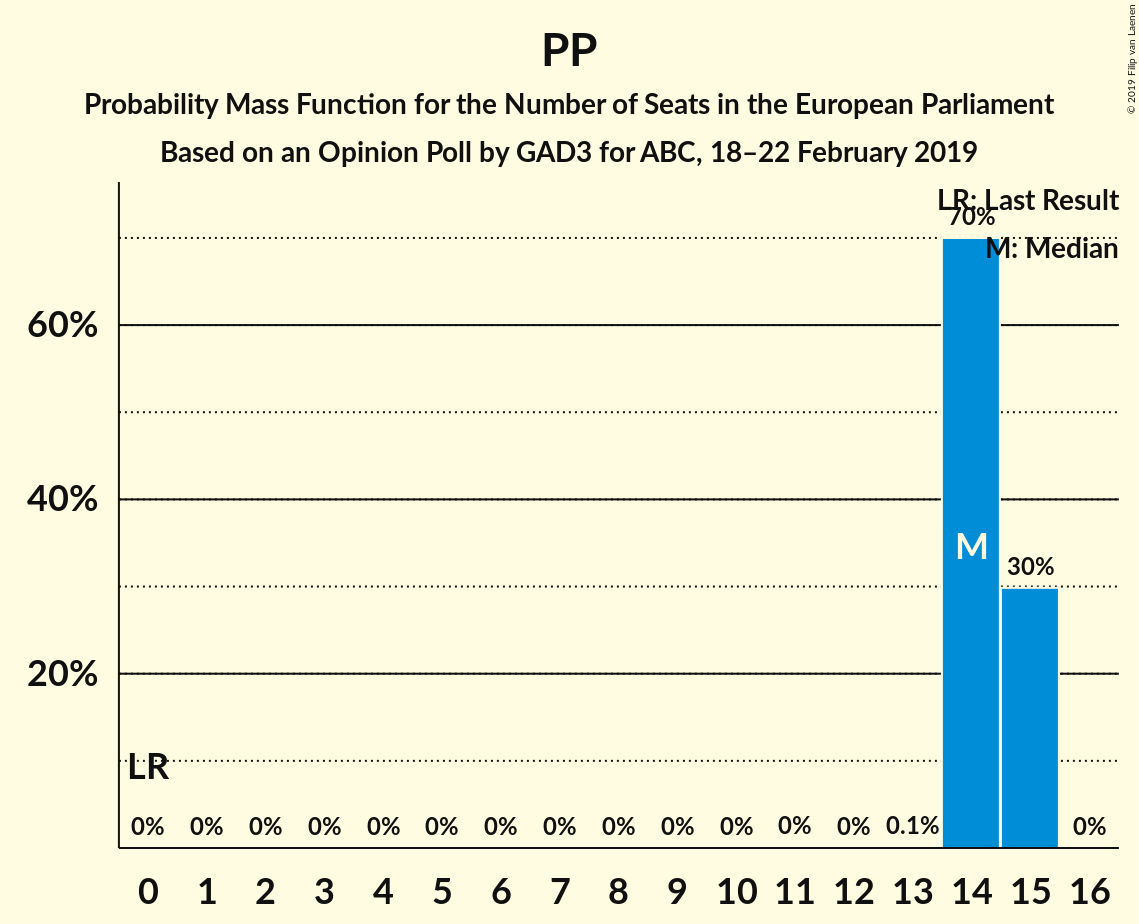 PP
Probability Mass Function for the Number of Seats in the European Parliament
Based on an Opinion Poll by GAD3 for ABC, 18–22 February 2019
© 2019 Filip van Laenen
LR: Last Result
70%
M: Median
60%
40%
M
30%
20%
LR
0% 0% 0% 0% 0% 0% 0% 0% 0% 0% 0% 0% 0% 0.1% 0%
0 1 2 3 4 5 6 7 8 9 10 11 12 13 14 15 16